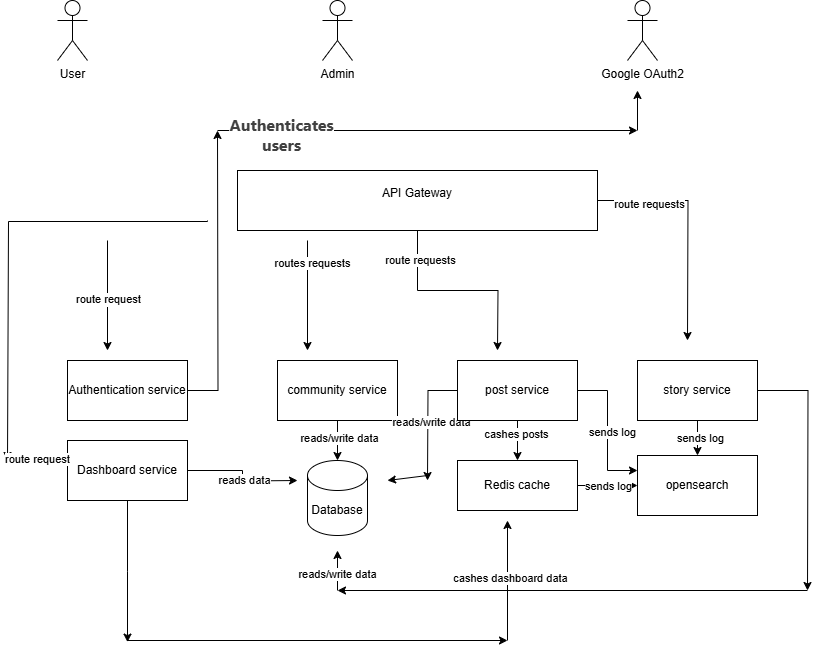 User
Admin
Google OAuth2
Authenticates
users
API Gateway
route requests
routes requests
route requests
route request
Authentication service
community service
post service
story service
reads/write data
reads/write data
cashes posts
sends log
sends log
route request
Dashboard service
reads data
Database
Redis cache
sends log
opensearch
reads/write data
cashes dashboard data